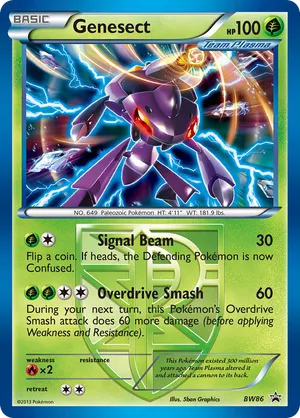 BASIC
Genesect
HP 100
Team Plasma
NO. 649 Paleozoic Pokémon HT: 4'11" WT: 181.9 lbs.
Signal Beam 30
Flip a coin. If heads, the Defending Pokémon is now
Confused.
Overdrive Smash 60
During your next turn, this Pokémon's Overdrive
Smash attack does 60 more damage (before applying
Weakness and Resistance).
weakness resistance
×2
retreat
This Pokémon existed 300 million
years ago. Team Plasma altered it
and attached a cannon to its back.
Illus. 5ban Graphics
BW86
©2013 Pokémon